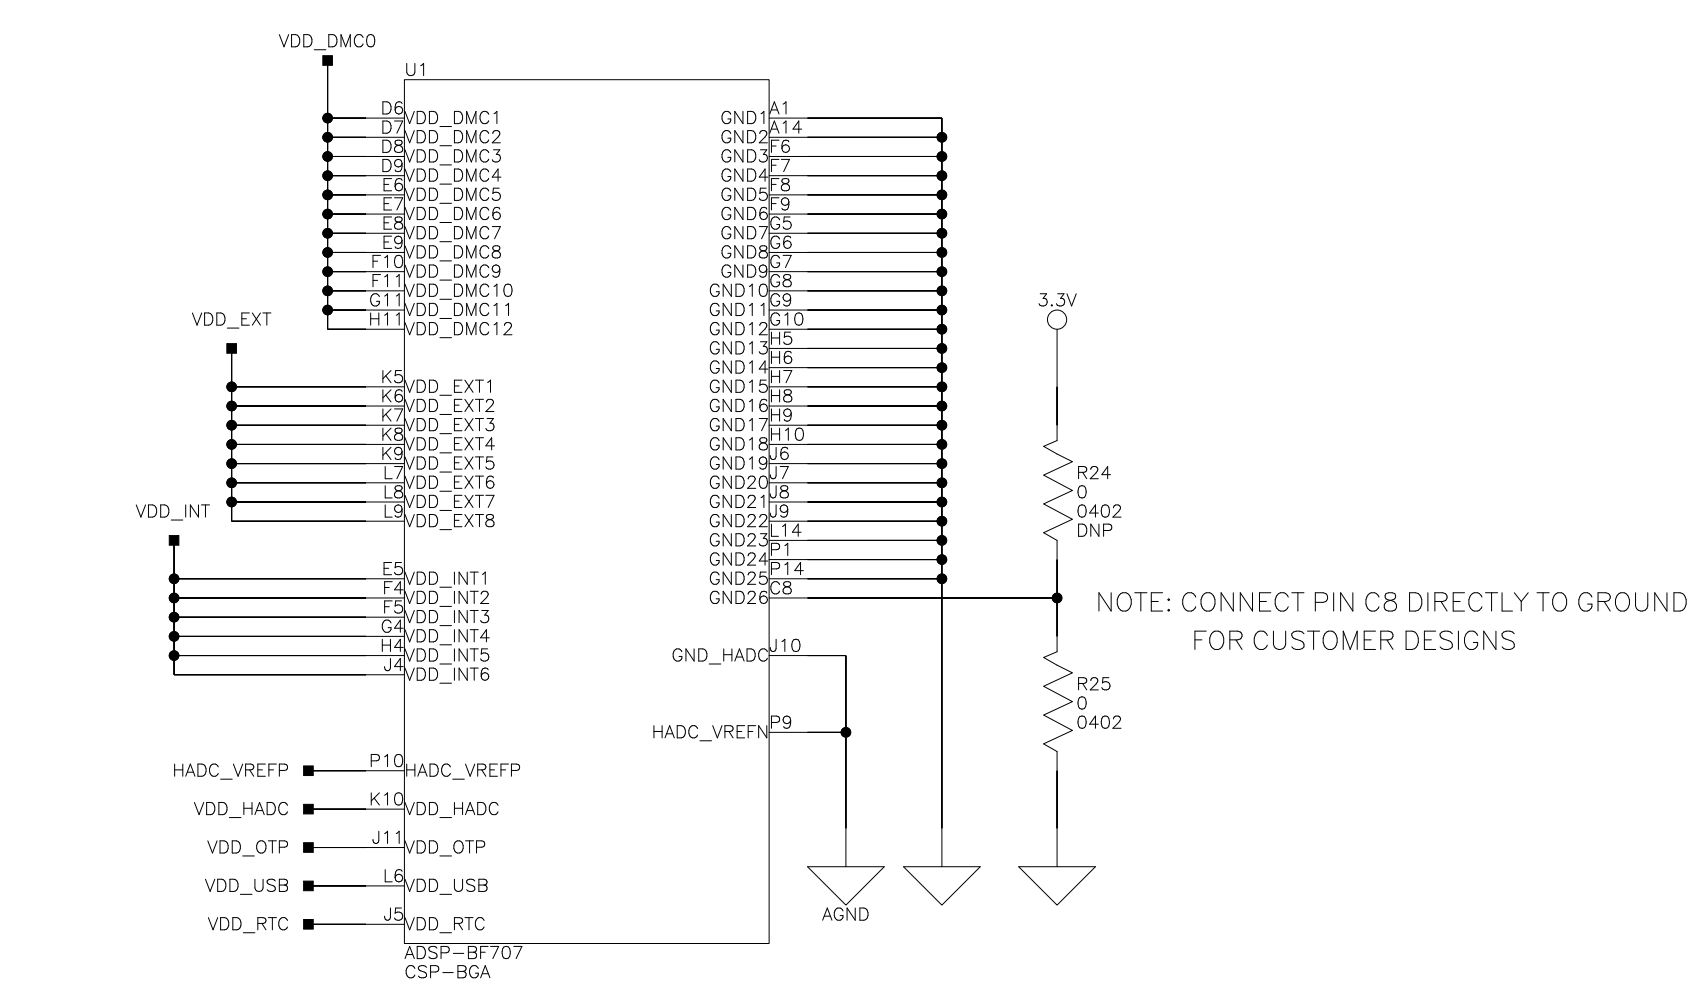 VDD_DMC0
U1
D6
VDD_DMC1
D7
VDD_DMC2
D8
VDD_DMC3
D9
VDD_DMC4
E6
VDD_DMC5
E7
VDD_DMC6
E8
VDD_DMC7
E9
VDD_DMC8
F10
VDD_DMC9
F11
VDD_DMC10
G11
VDD_DMC11
H11
VDD_DMC12
VDD_EXT
K5
VDD_EXT1
K6
VDD_EXT2
K7
VDD_EXT3
K8
VDD_EXT4
K9
VDD_EXT5
L7
VDD_EXT6
L8
VDD_EXT7
L9
VDD_EXT8
VDD_INT
E5
VDD_INT1
F4
VDD_INT2
F5
VDD_INT3
G4
VDD_INT4
H4
VDD_INT5
J4
VDD_INT6
HADC_VREFP
P10
HADC_VREFP
VDD_HADC
K10
VDD_HADC
VDD_OTP
J11
VDD_OTP
VDD_USB
L6
VDD_USB
VDD_RTC
J5
VDD_RTC
ADSP-BF707
CSP-BGA
A1
GND1
A14
GND2
F6
GND3
F7
GND4
F8
GND5
F9
GND6
G5
GND7
G6
GND8
G7
GND9
G8
GND10
G9
GND11
G10
GND12
H5
GND13
H6
GND14
H7
GND15
H8
GND16
H9
GND17
H10
GND18
J6
GND19
J7
GND20
J8
GND21
J9
GND22
L14
GND23
P1
GND24
P14
GND25
C8
GND26
J10
GND_HADC
P9
HADC_VREFN
AGND
3.3V
R24
0
0402
DNP
NOTE: CONNECT PIN C8 DIRECTLY TO GROUND
FOR CUSTOMER DESIGNS
R25
0
0402